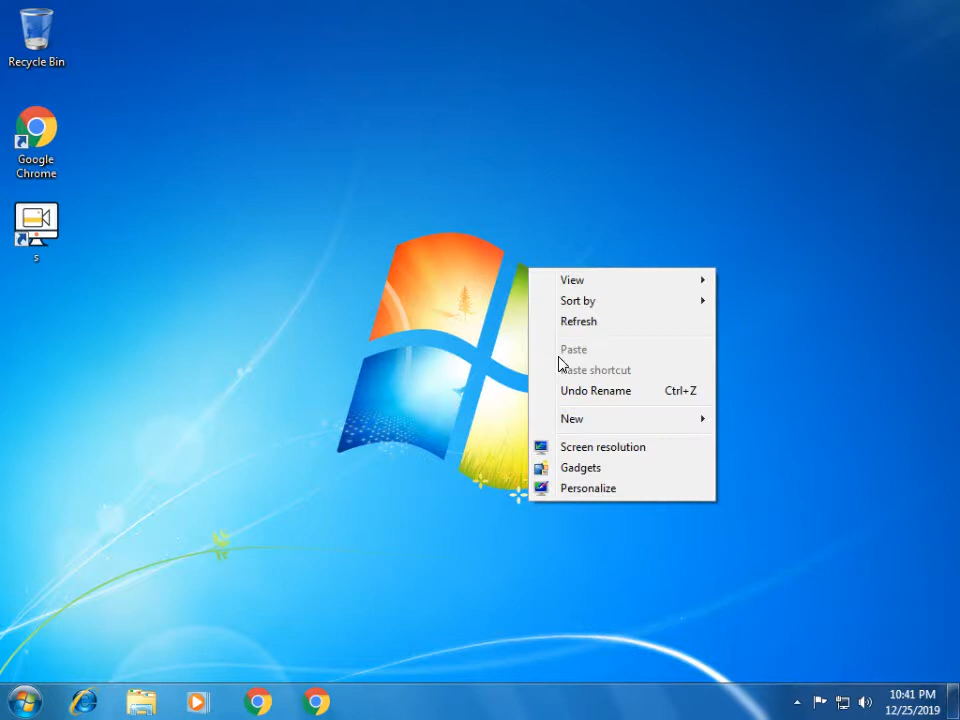 Recycle Bin
Google
Chrome
s
View
Sort by
Refresh
Paste
Paste shortcut
Undo Rename Ctrl+Z
New
Screen resolution
Gadgets
Personalize
10:41 PM
12/25/2019